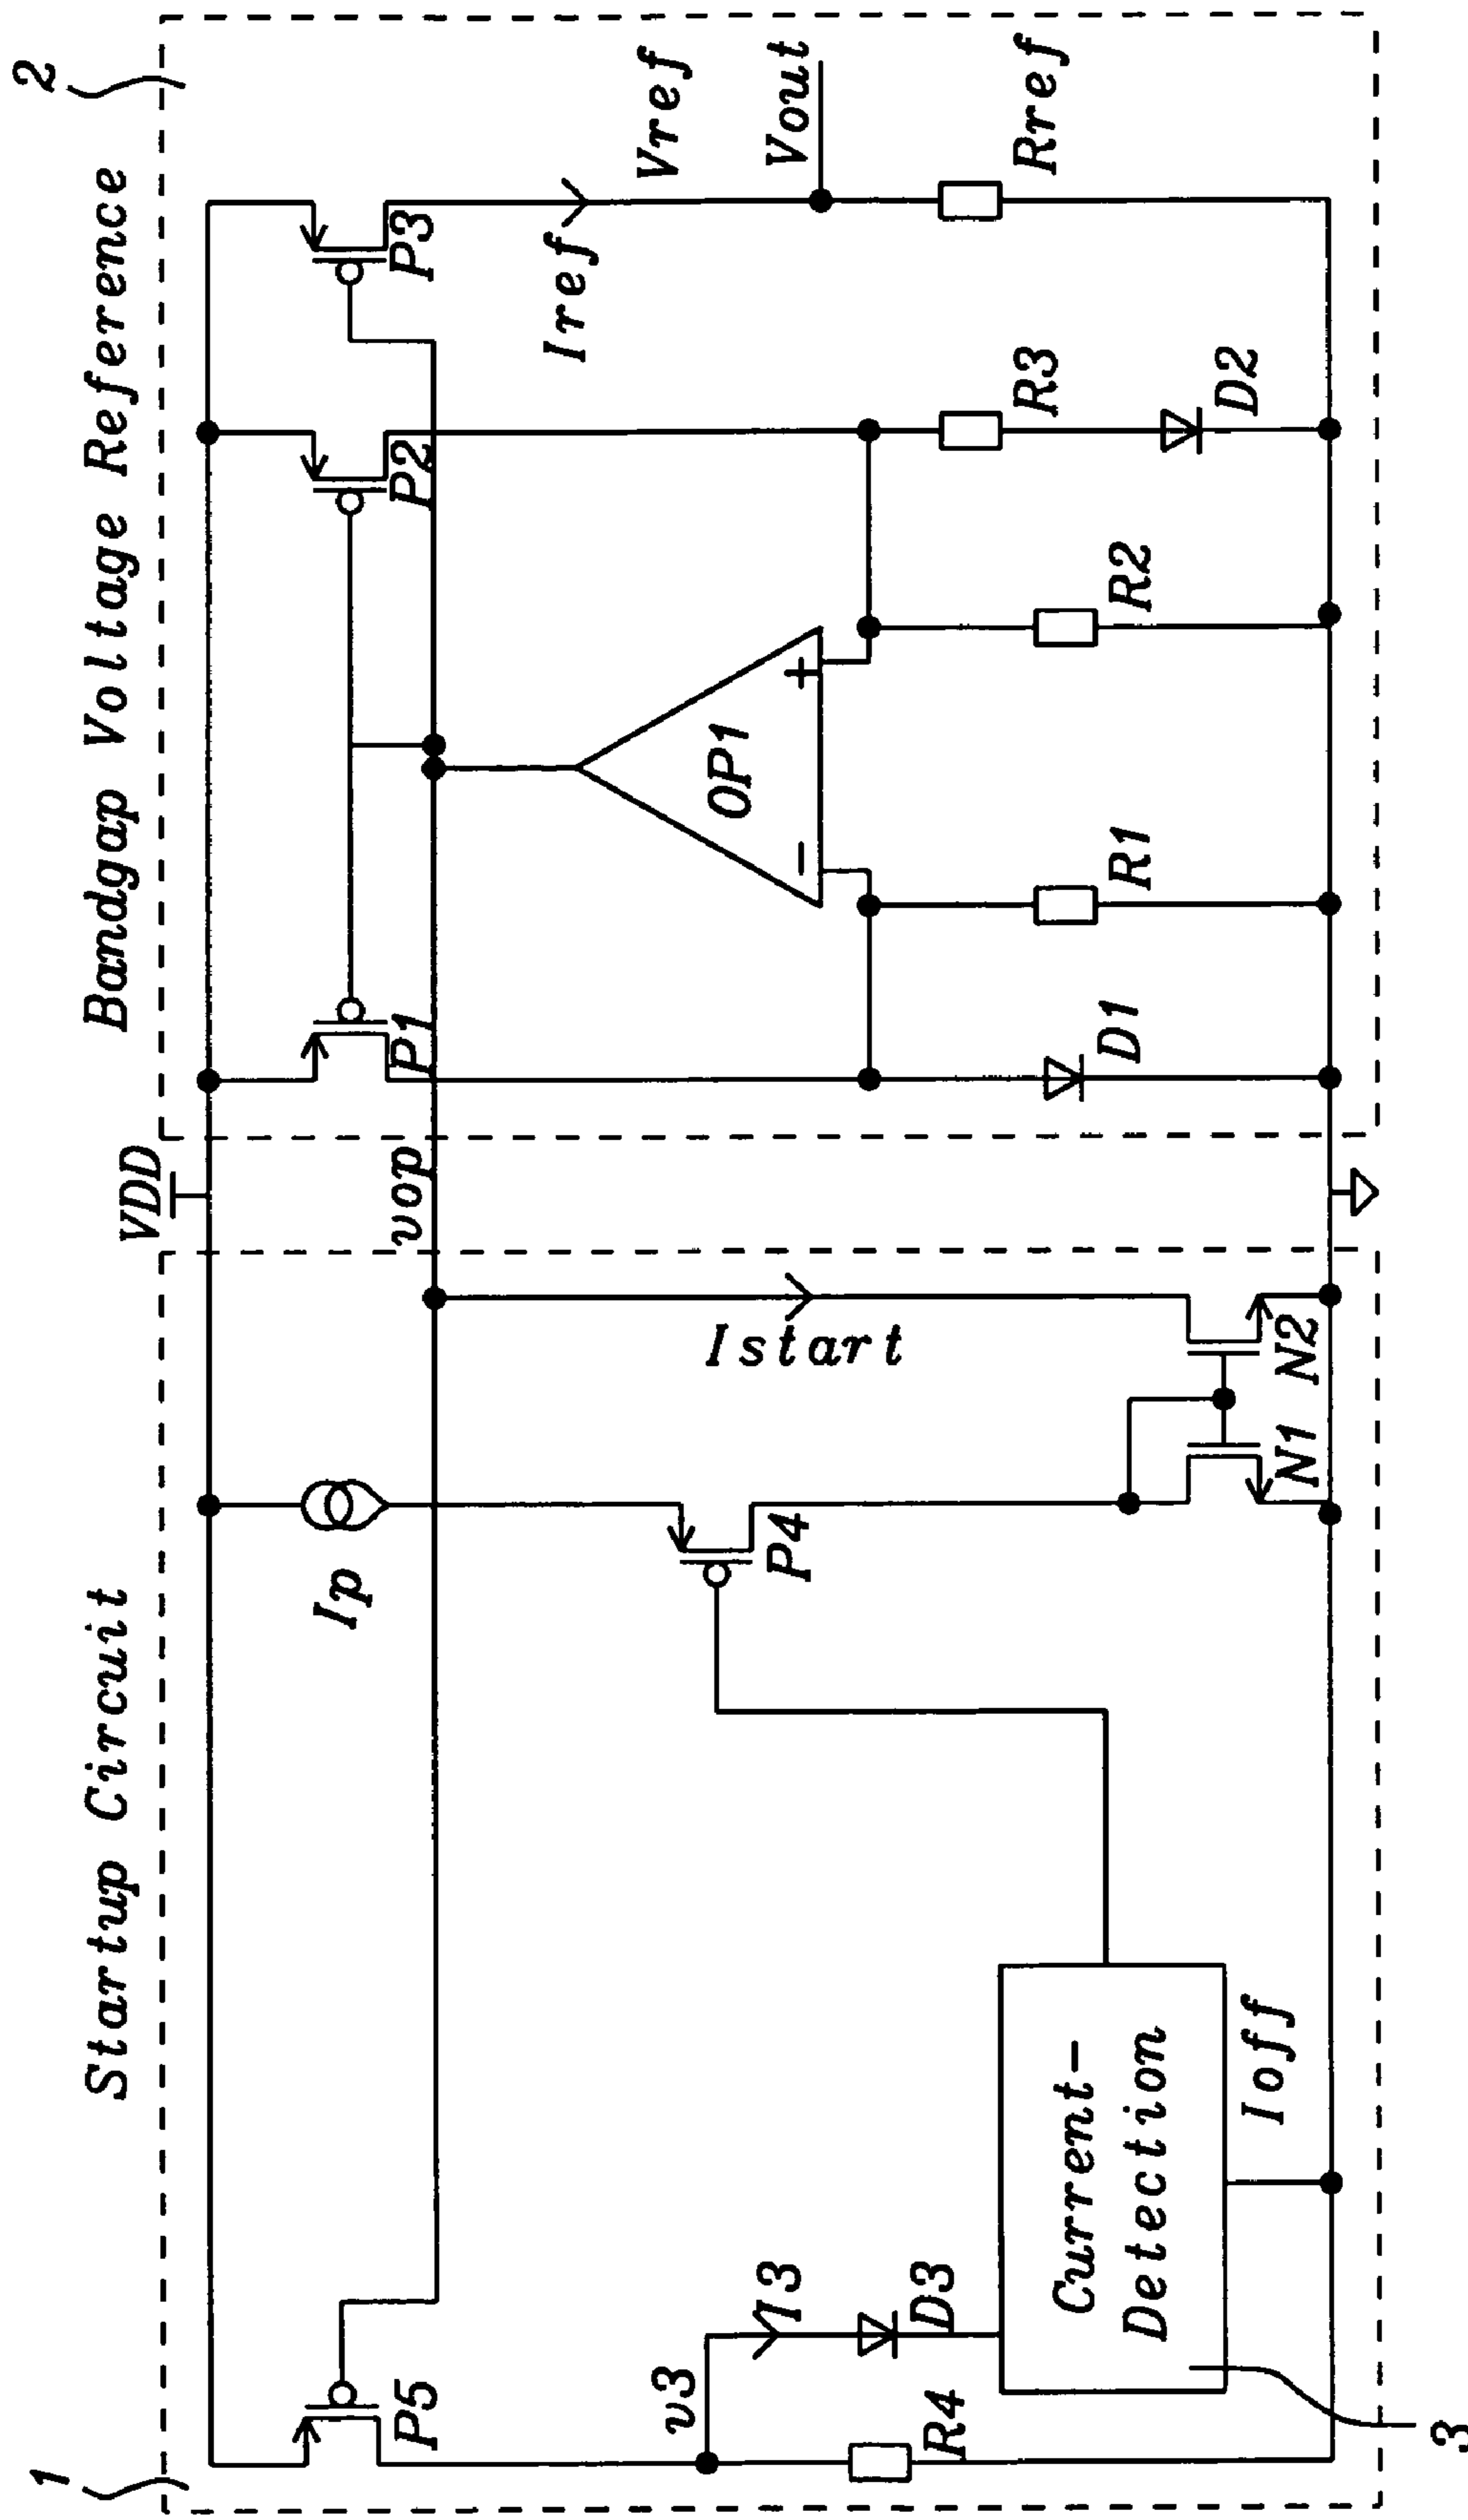 Startup Circuit
Bandgap Voltage Reference
1
2
VDD
vop
P5
Ip
P1
P2
P3
Iref
Vref
Vout
v3
I3
D3
R4
P4
Istart
OP1
-
+
Current-
Detection
Ioff
N1
N2
D1
R1
R2
R3
D2
Rref
3